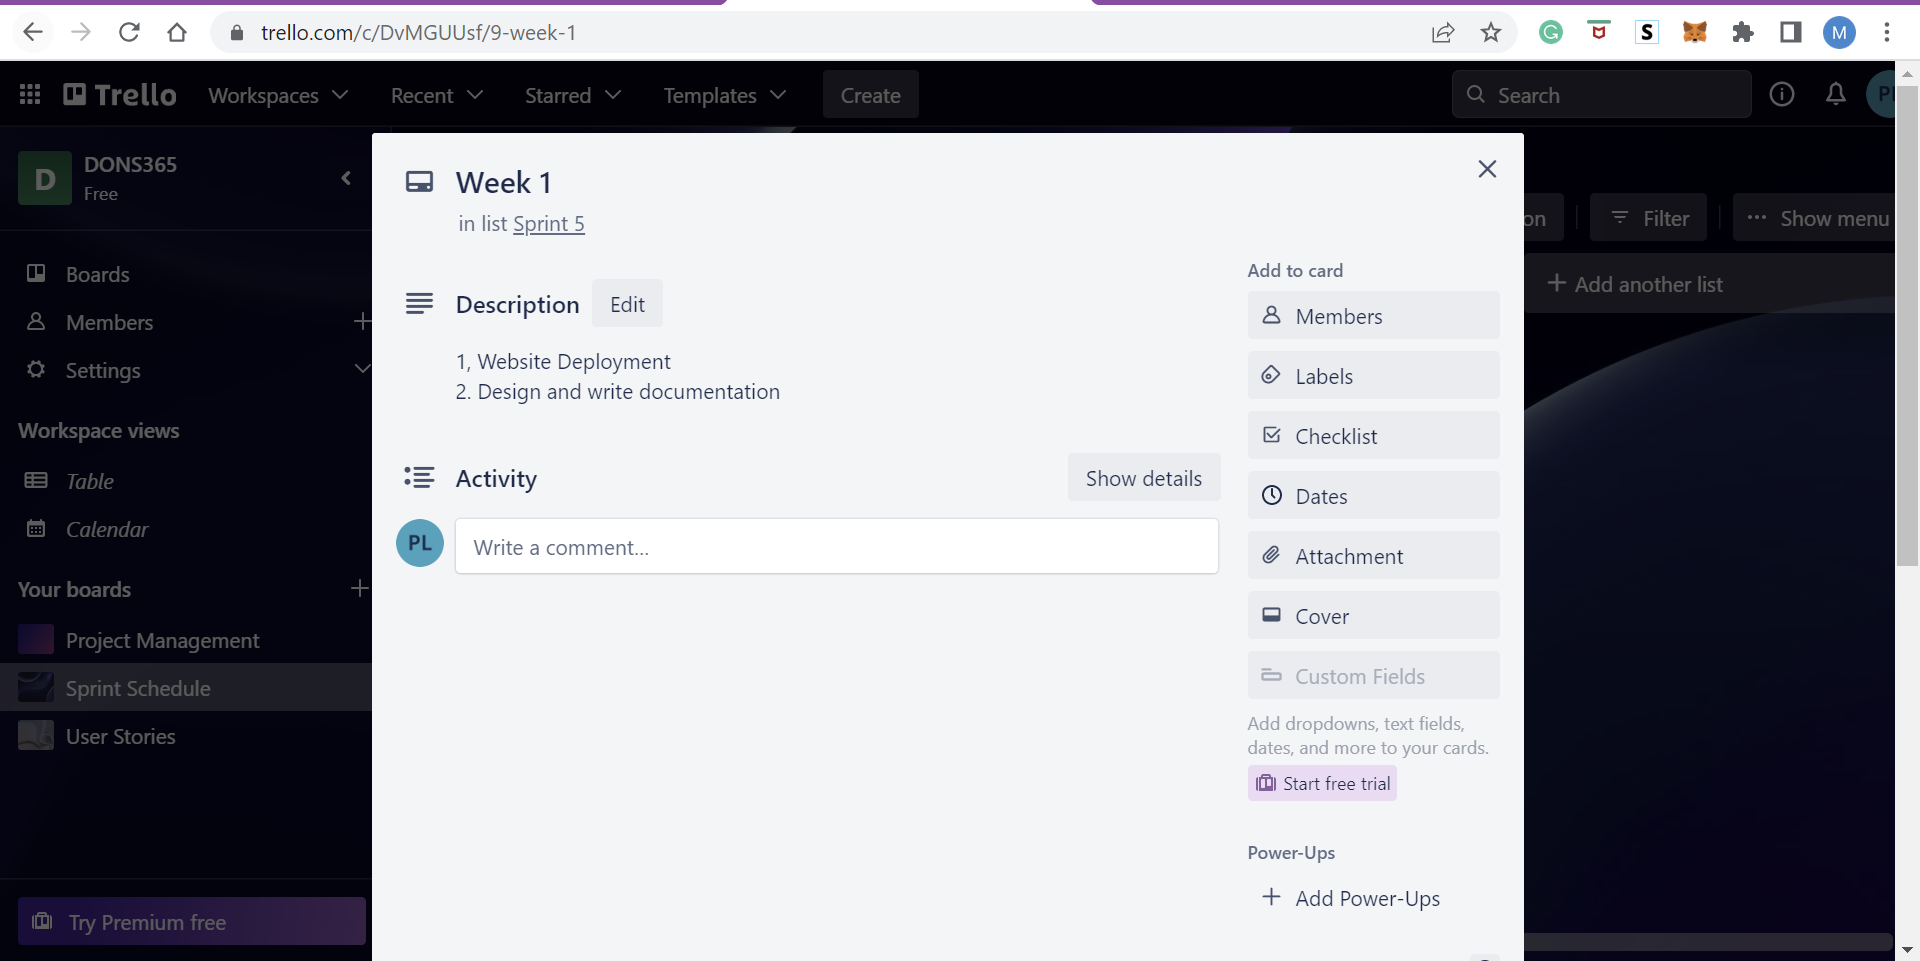 trello.com/c/DvMGUUsf/9-week-1
G
S
M
Trello
Workspaces
Recent
Starred
Templates
Create
Search
D
DONS365
Free
Boards
Members
Settings
Workspace views
Table
Calendar
Your boards
Project Management
Sprint Schedule
User Stories
Try Premium free
Week 1
in list Sprint 5
Description
Edit
1, Website Deployment
2. Design and write documentation
Activity
Show details
PL
Write a comment...
Add to card
Members
Labels
Checklist
Dates
Attachment
Cover
Custom Fields
Add dropdowns, text fields,
dates, and more to your cards.
Start free trial
Power-Ups
Add Power-Ups
on
Filter
Show menu
Add another list